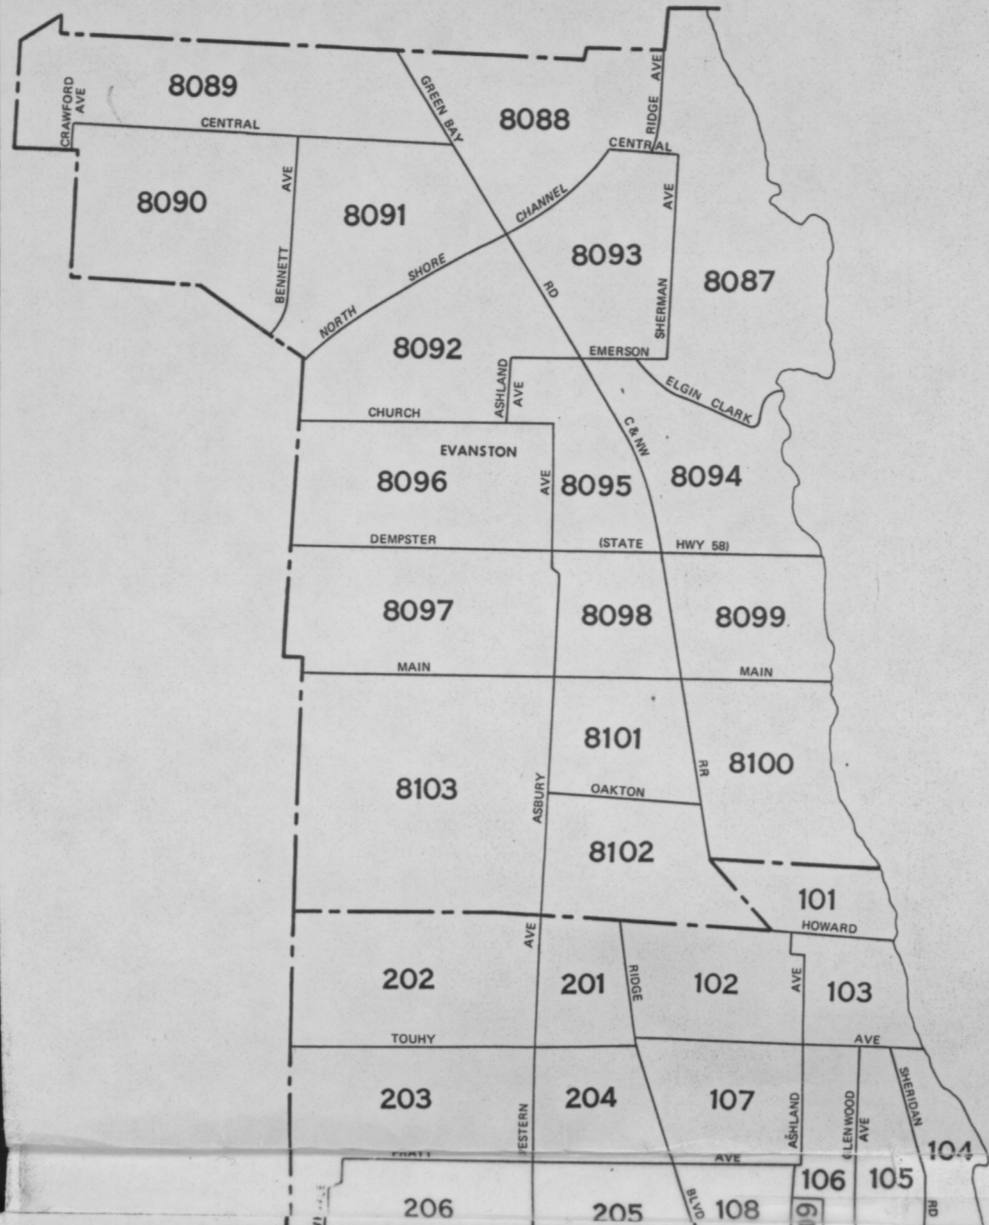 CRAWFORD AVE
8089
GREEN BAY
8088
RIDGE AVE
CENTRAL
CENTRAL
8090
BENNETT AVE
8091
CHANNEL
SHORE
NORTH
8093
SHERMAN AVE
8087
RD
8092
EMERSON
ASHLAND AVE
ELGIN CLARK
CHURCH
C & NW
EVANSTON
8096
AVE
8095
8094
DEMPSTER
(STATE HWY 58)
8097
8098
8099
MAIN
MAIN
8101
8100
RR
8103
ASBURY
OAKTON
8102
101
HOWARD
AVE
202
201
RIDGE
102
AVE
103
TOUHY
AVE
203
204
107
ASHLAND
GLENWOOD AVE
SHERIDAN
104
ESTERN
PRATT
AVE
106
105
206
205
BLVD
108
RD